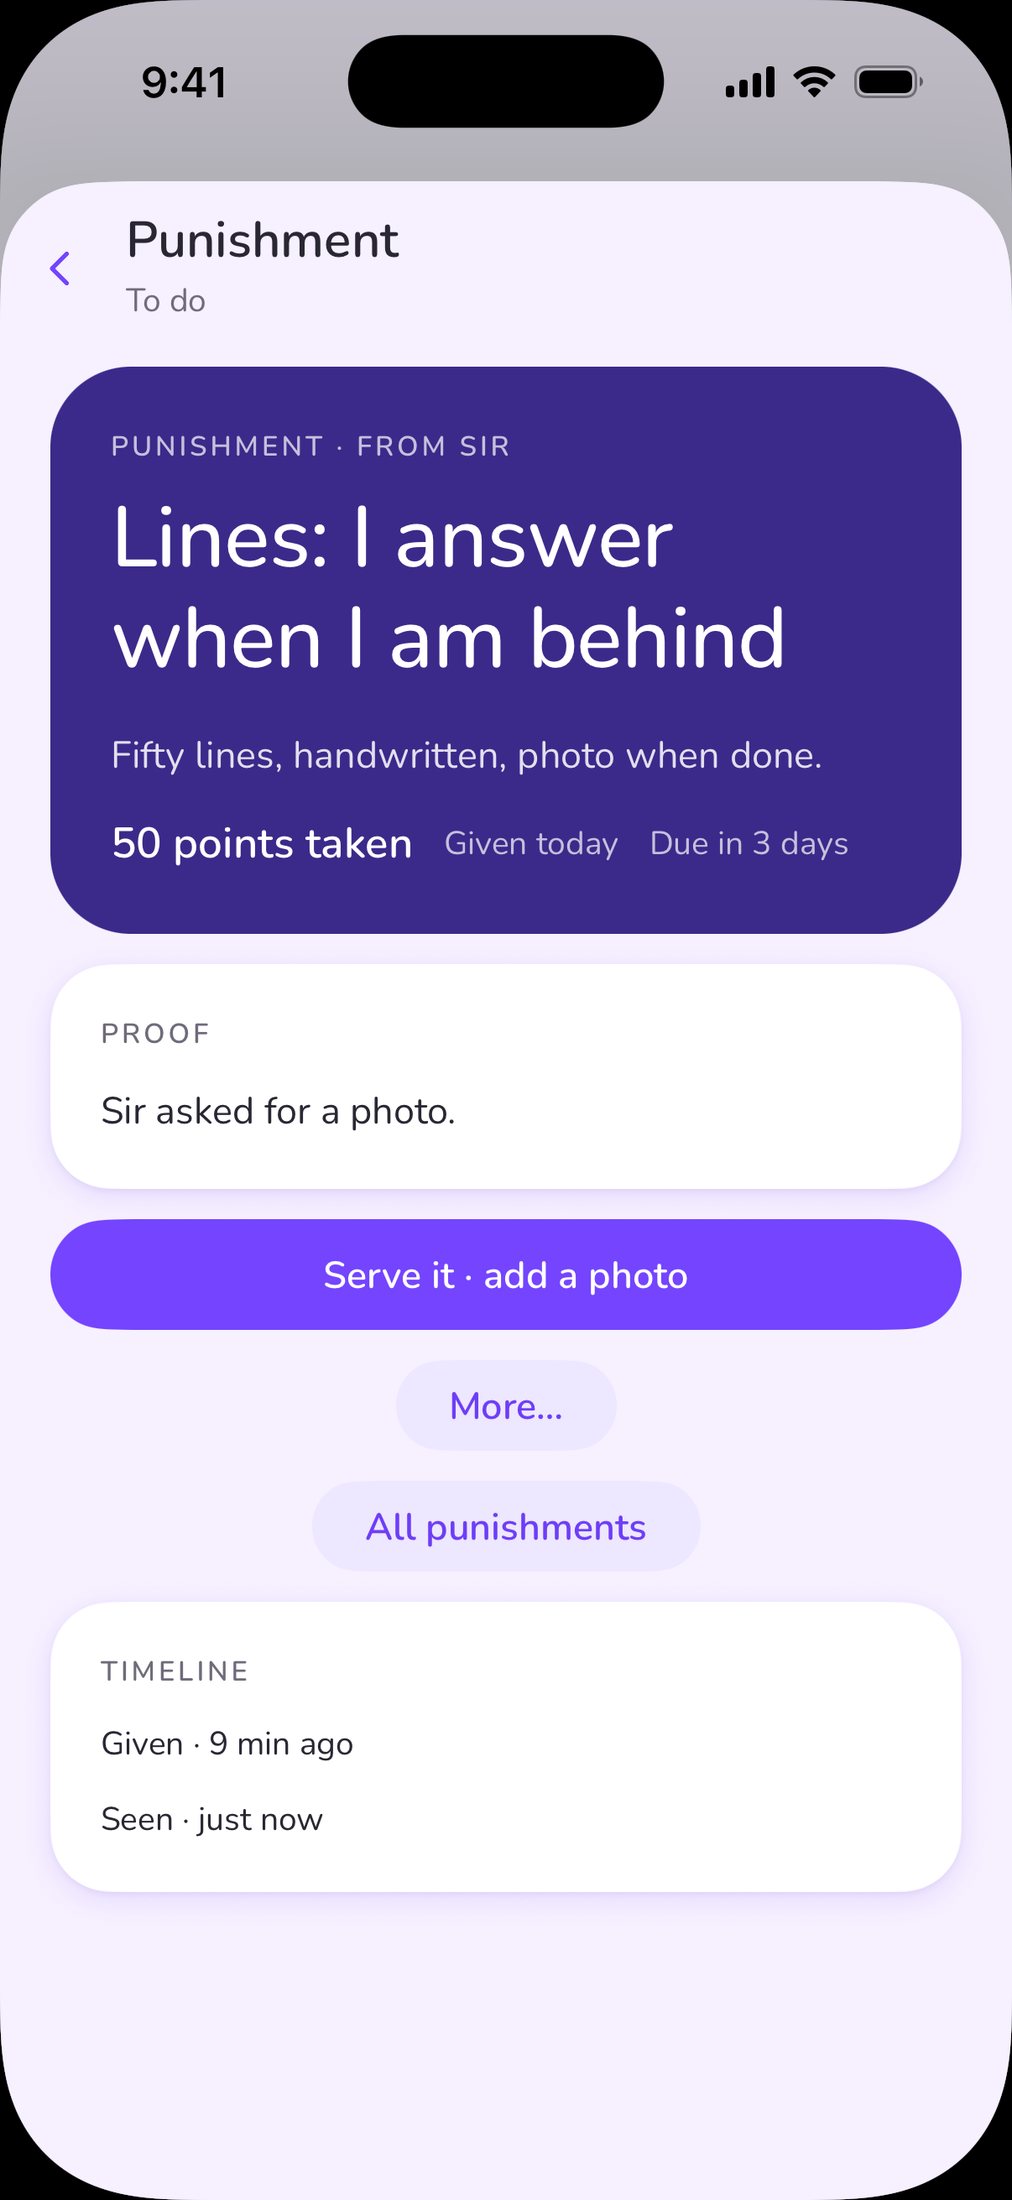 9:41
Punishment
To do
PUNISHMENT · FROM SIR
Lines: I answer
when I am behind
Fifty lines, handwritten, photo when done.
50 points taken Given today Due in 3 days
PROOF
Sir asked for a photo.
Serve it · add a photo
More...
All punishments
TIMELINE
Given · 9 min ago
Seen · just now